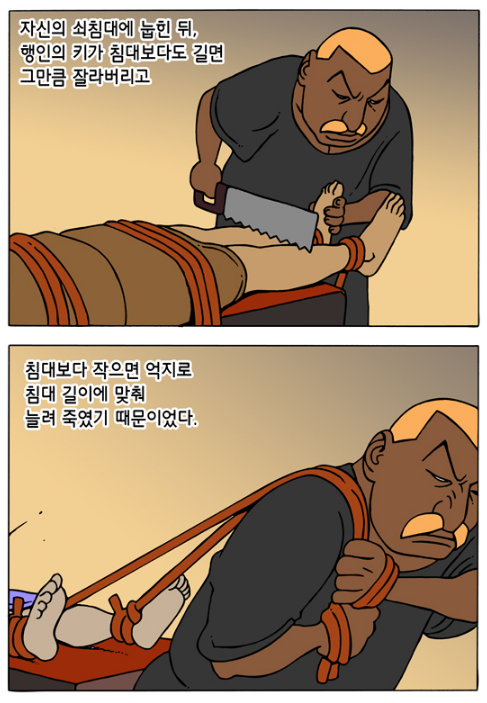 자신의 쇠침대에 눕힌 뒤,
행인의 키가 침대보다도 길면
그만큼 잘라버리고
침대보다 작으면 억지로
침대 길이에 맞춰
늘려 죽였기 때문이었다.